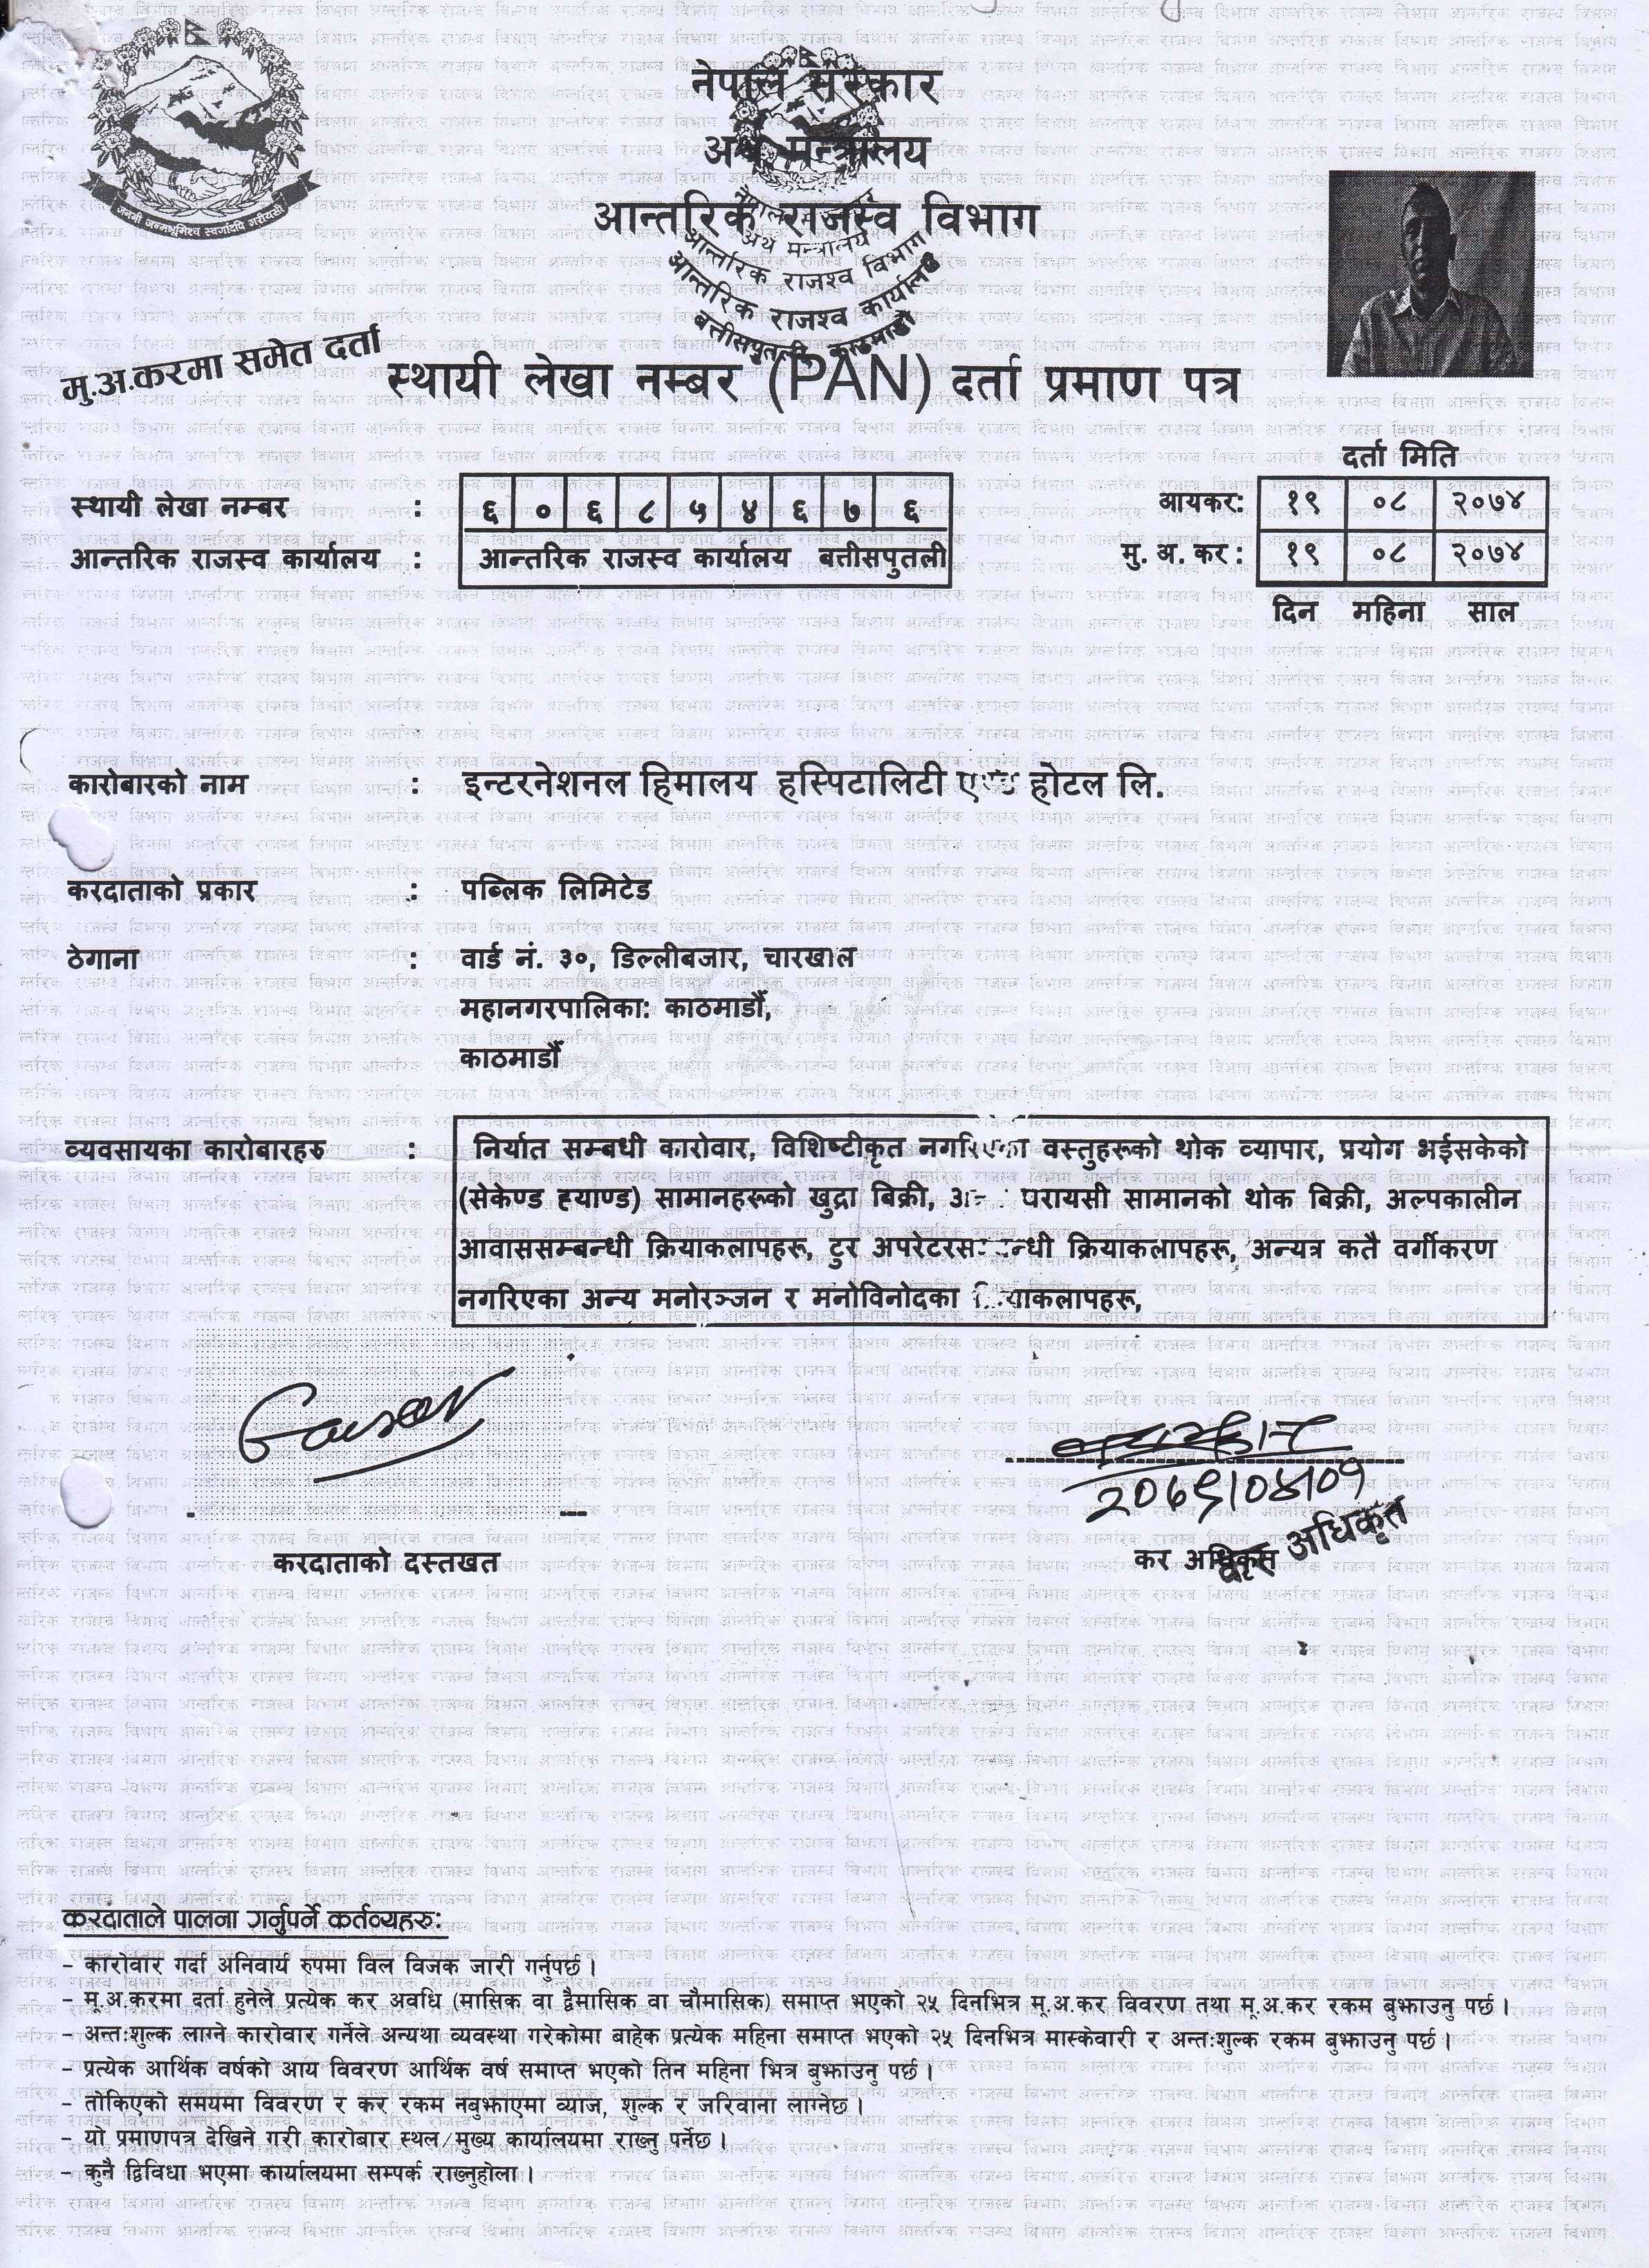 नेपाल सरकार
अर्थ मन्त्रालय
आन्तरिक राजस्व विभाग
जननी जन्मभूमिश्च स्वर्गादपि गरीयसी
नेपाल
अर्थ मन्त्रालय
आन्तरिक राजश्व विभाग
आन्तरिक राजश्व कार्यालय
बत्तीसपुतली, काठमाडौं
मु.अ.करमा समेत दर्ता
स्थायी लेखा नम्बर (PAN) दर्ता प्रमाण पत्र
दर्ता मिति
स्थायी लेखा नम्बर : ६ ० ६ ८ ५ ४ ६ ७ ६ आयकर: १९ ०८ २०७४
आन्तरिक राजस्व कार्यालय : आन्तरिक राजस्व कार्यालय बत्तीसपुतली मु. अ. कर : १९ ०८ २०७४
दिन महिना साल
कारोबारको नाम : इन्टरनेशनल हिमालय हस्पिटालिटी एण्ड होटल लि.
करदाताको प्रकार : पब्लिक लिमिटेड
ठेगाना : वार्ड नं. ३०, डिल्लीबजार, चारखाल
महानगरपालिका: काठमाडौँ,
काठमाडौँ
व्यवसायका कारोबारहरु : निर्यात सम्बधी कारोवार, विशिष्टीकृत नगरिएका वस्तुहरूको थोक व्यापार, प्रयोग भईसकेको
(सेकेण्ड ह्याण्ड) सामानहरूको खुद्रा बिक्री, परायसी सामानको थोक बिक्री, अल्पकालीन
आवाससम्बन्धी क्रियाकलापहरू, टुर अपरेटरसम्बन्धी क्रियाकलापहरू, अन्यत्र कतै वर्गीकरण
नगरिएका अन्य मनोरञ्जन र मनोविनोदका क्रियाकलापहरू,
करदाताको दस्तखत
कर अधिकृत अधिकृत
करदाताले पालना गर्नुपर्ने कर्तव्यहरु:
– कारोवार गर्दा अनिवार्य रुपमा विल विजक जारी गर्नुपर्छ ।
– मू.अ.करमा दर्ता हुनेले प्रत्येक कर अवधि (मासिक वा द्वैमासिक वा चौमासिक) समाप्त भएको २५ दिनभित्र मू.अ.कर विवरण तथा मू.अ.कर रकम बुझाउनु पर्छ ।
– अन्तःशुल्क लाग्ने कारोवार गर्नेले अन्यथा व्यवस्था गरेकोमा बाहेक प्रत्येक महिना समाप्त भएको २५ दिनभित्र मास्केवारी र अन्तःशुल्क रकम बुझाउनु पर्छ ।
– प्रत्येक आर्थिक वर्षको आय विवरण आर्थिक वर्ष समाप्त भएको तिन महिना भित्र बुझाउनु पर्छ ।
– तोकिएको समयमा विवरण र कर रकम नबुझाएमा व्याज, शुल्क र जरिवाना लाग्नेछ ।
– यो प्रमाणपत्र देखिने गरी कारोबार स्थल/मुख्य कार्यालयमा राख्नु पर्नेछ ।
– कुनै द्विविधा भएमा कार्यालयमा सम्पर्क राख्नुहोला ।